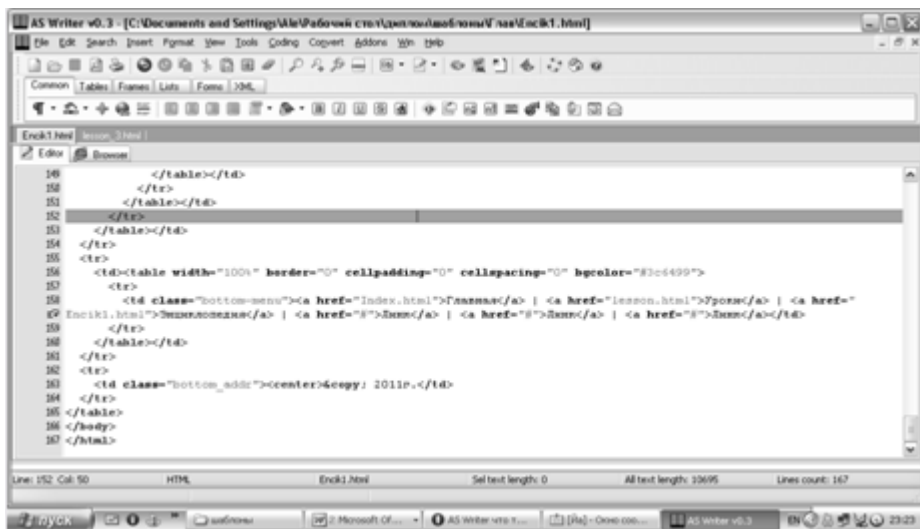 AS Writer v0.3 - [C:\Documents and Settings\Ale\Рабочий стол\диплом\шаблоны\Глав\Encik1.html]
File Edit Search Insert Format View Tools Coding Convert Addons Win Help
Common Tables Frames Lists Forms XML
Encik1.html lesson_3.html
Editor Browser
149 </table></td>
150 </tr>
151 </table></td>
152 </tr>
153 </table></td>
154 </tr>
155 <tr>
156 <td><table width="100%" border="0" cellpadding="0" cellspacing="0" bgcolor="#3c6499">
157 <tr>
158 <td class="bottom-menu"><a href="Index.html">Главная</a> | <a href="lesson.html">Уроки</a> | <a href="
Encik1.html">Энциклопедия</a> | <a href="#">Линк</a> | <a href="#">Линк</a> | <a href="#">Линк</a></td>
159 </tr>
160 </table></td>
161 </tr>
162 <tr>
163 <td class="bottom_addr"><center>&copy; 2011г.</td>
164 </tr>
165 </table>
166 </body>
167 </html>
Line: 152 Col: 50 HTML Encik1.html Sel text length: 0 All text length: 10695 Lines count: 167
пуск шаблоны 2 Microsoft Of... AS Writer что т... AS Writer v0.3 EN 23:23